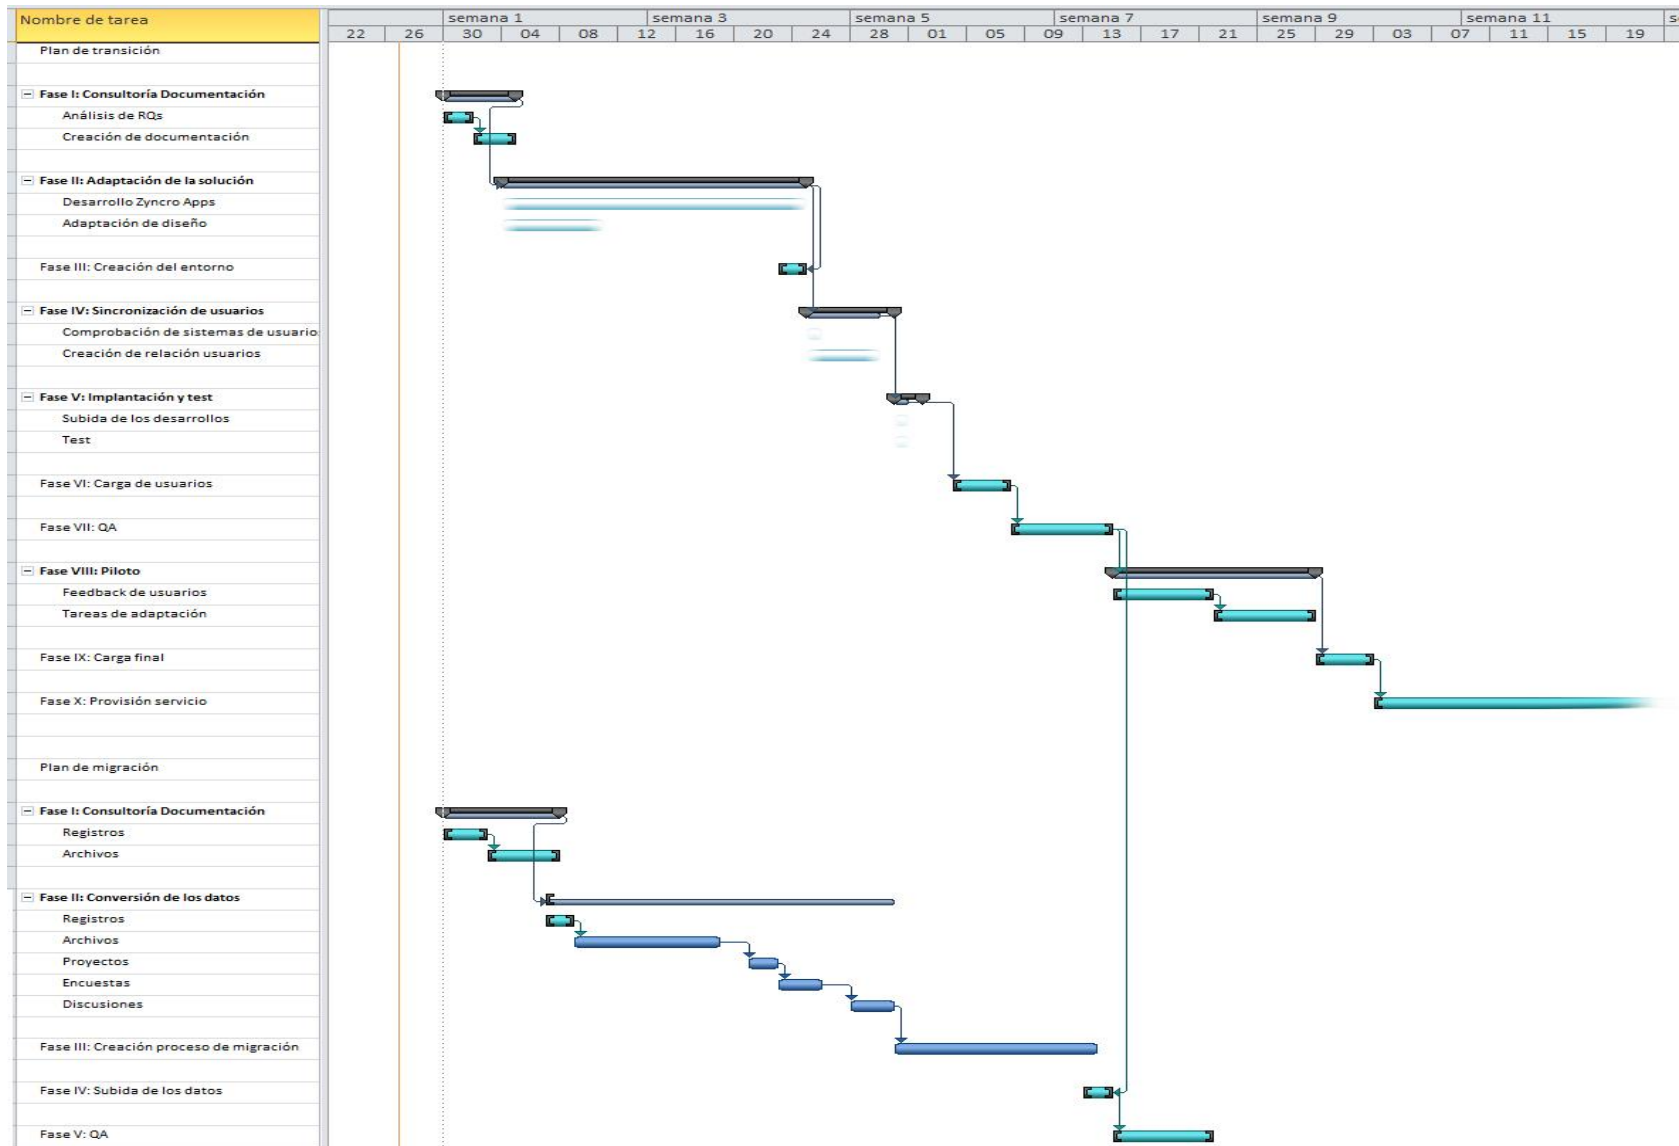 Nombre de tarea
semana 1 semana 3 semana 5 semana 7 semana 9 semana 11 s
22 26 30 04 08 12 16 20 24 28 01 05 09 13 17 21 25 29 03 07 11 15 19
Plan de transición
Fase I: Consultoría Documentación
Análisis de RQs
Creación de documentación
Fase II: Adaptación de la solución
Desarrollo Zyncro Apps
Adaptación de diseño
Fase III: Creación del entorno
Fase IV: Sincronización de usuarios
Comprobación de sistemas de usuario
Creación de relación usuarios
Fase V: Implantación y test
Subida de los desarrollos
Test
Fase VI: Carga de usuarios
Fase VII: QA
Fase VIII: Piloto
Feedback de usuarios
Tareas de adaptación
Fase IX: Carga final
Fase X: Provisión servicio
Plan de migración
Fase I: Consultoría Documentación
Registros
Archivos
Fase II: Conversión de los datos
Registros
Archivos
Proyectos
Encuestas
Discusiones
Fase III: Creación proceso de migración
Fase IV: Subida de los datos
Fase V: QA